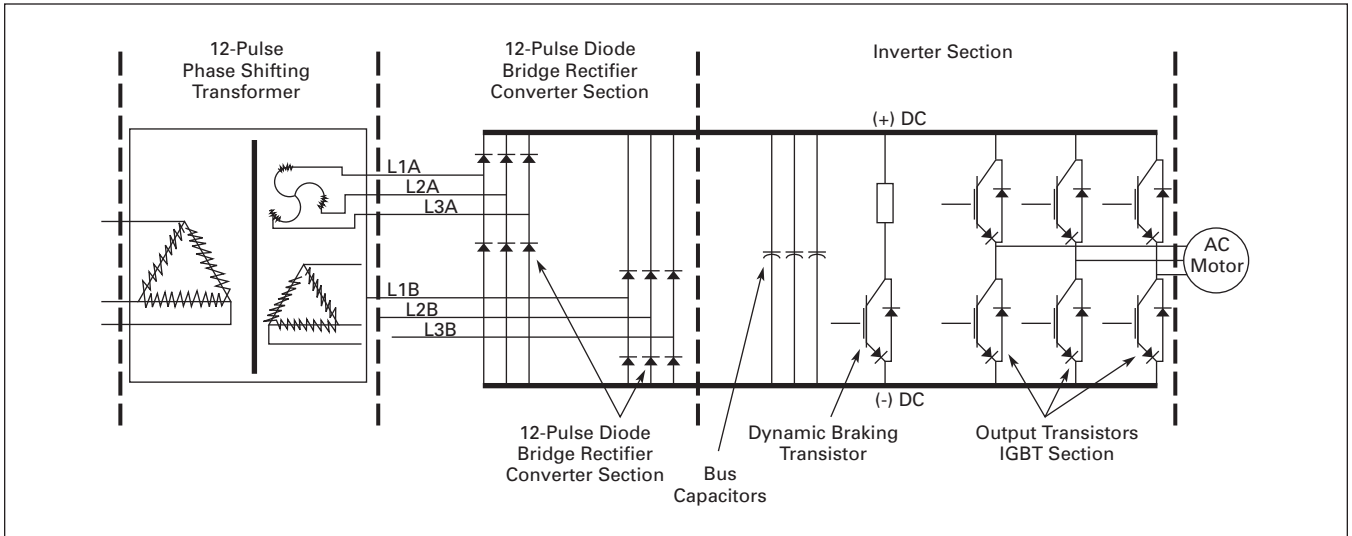 12-Pulse
Phase Shifting
Transformer
12-Pulse Diode
Bridge Rectifier
Converter Section
Inverter Section
(+) DC
L1A
L2A
L3A
L1B
L2B
L3B
AC
Motor
(-) DC
12-Pulse Diode
Bridge Rectifier
Converter Section
Bus
Capacitors
Dynamic Braking
Transistor
Output Transistors
IGBT Section